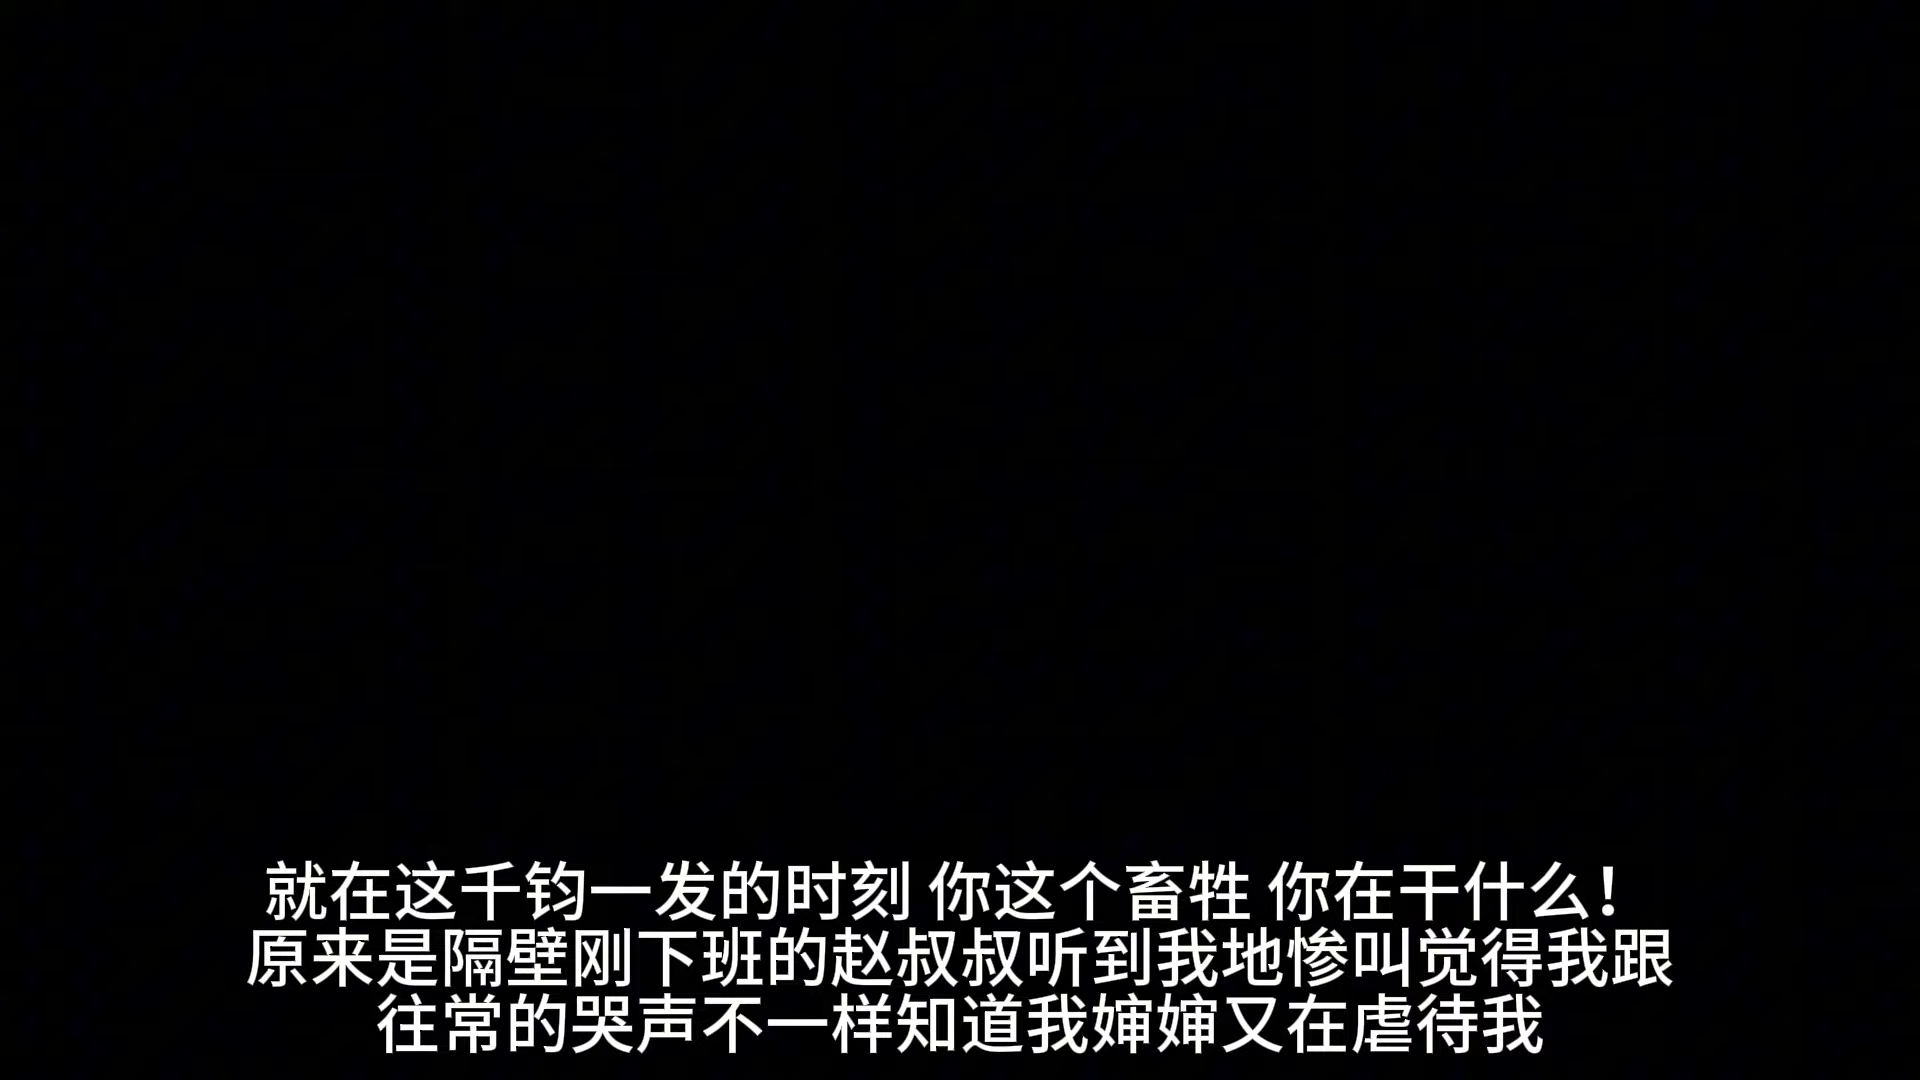 就在这千钧一发的时刻 你这个畜牲 你在干什么！
原来是隔壁刚下班的赵叔叔听到我地惨叫觉得我跟
往常的哭声不一样知道我婶婶又在虐待我